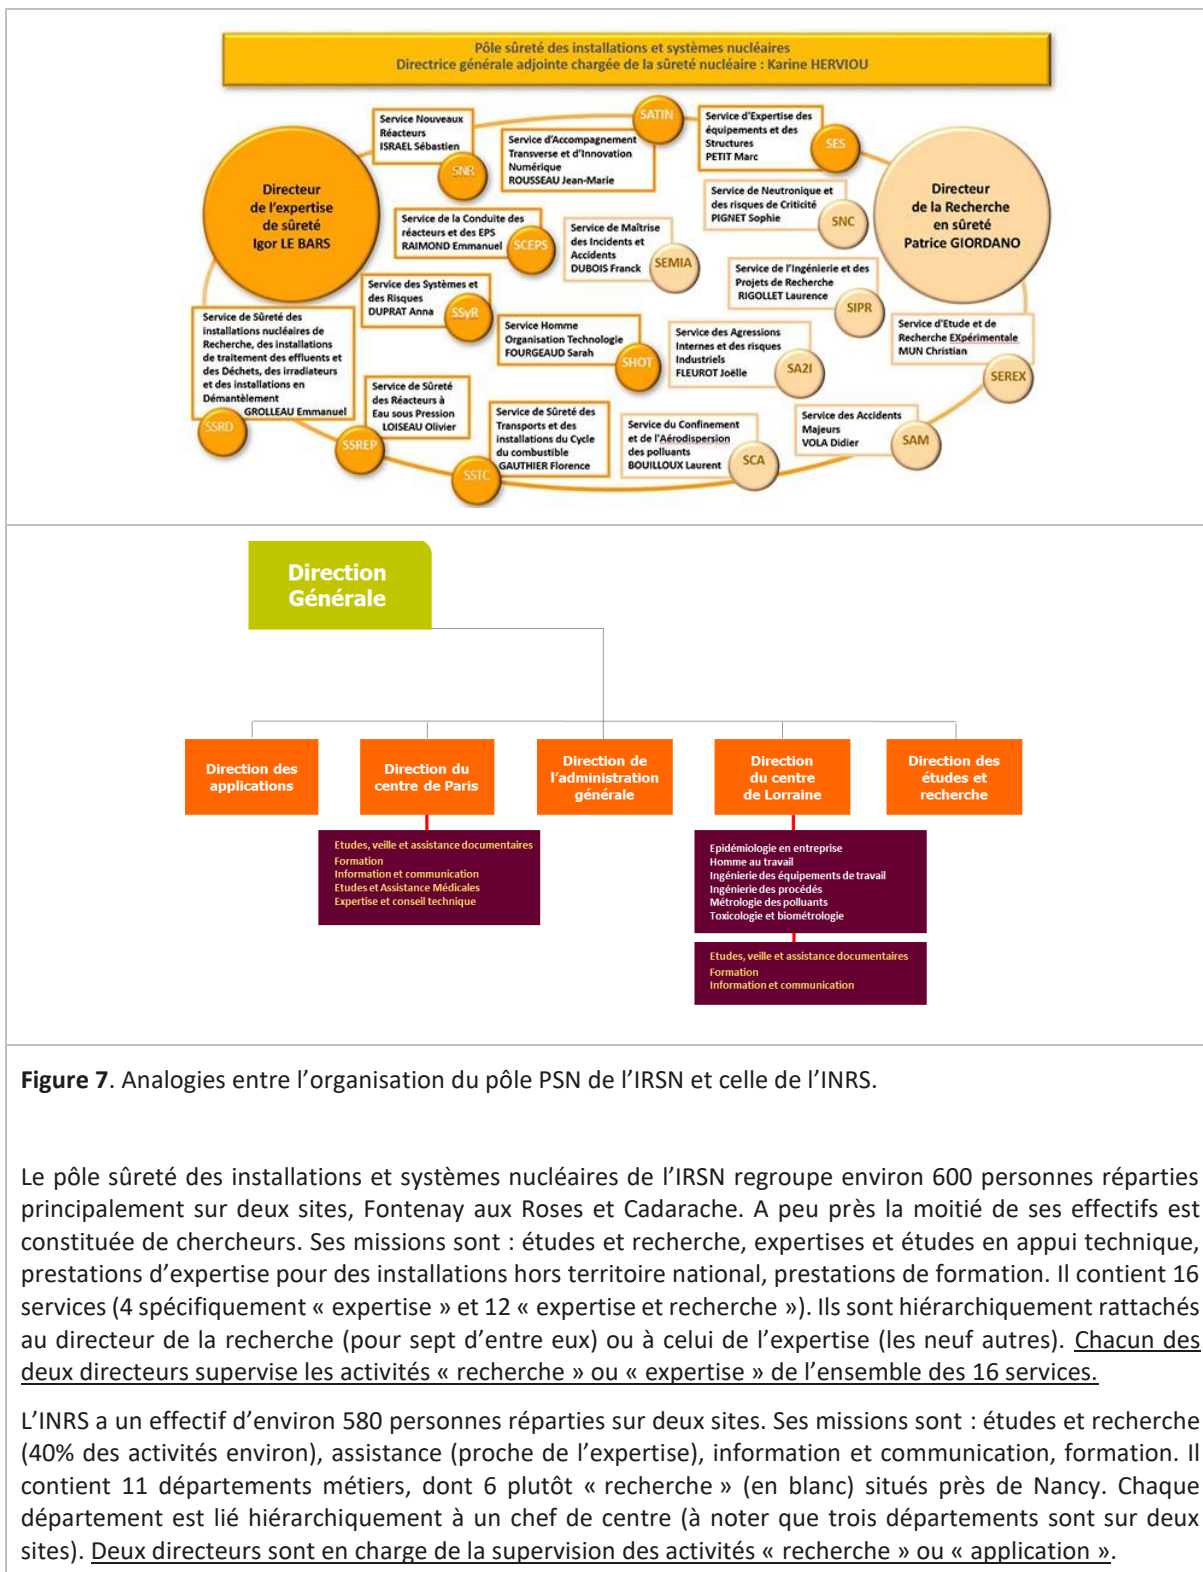 Pôle sûreté des installations et systèmes nucléaires
Directrice générale adjointe chargée de la sûreté nucléaire : Karine HERVIOU
Directeur
de l'expertise
de sûreté
Igor LE BARS
Service Nouveaux
Réacteurs
ISRAEL Sébastien
SNR
Service d'Accompagnement
Transverse et d'Innovation
Numérique
ROUSSEAU Jean-Marie
SATIN
Service d'Expertise des
équipements et des
Structures
PETIT Marc
SES
Directeur
de la Recherche
en sûreté
Patrice GIORDANO
Service de Neutronique et
des risques de Criticité
PIGNET Sophie
SNC
Service de la Conduite des
réacteurs et des EPS
RAIMOND Emmanuel
SCEPS
Service de Maîtrise
des Incidents et
Accidents
DUBOIS Franck
SEMIA
Service de l'Ingénierie et des
Projets de Recherche
RIGOLLET Laurence
SIPR
Service des Systèmes et
des Risques
DUPRAT Anna
SSyR
Service Homme
Organisation Technologie
FOURGEAUD Sarah
SHOT
Service des Agressions
Internes et des risques
Industriels
FLEUROT Joëlle
SA2I
Service d'Etude et de
Recherche EXpérimentale
MUN Christian
SEREX
Service de Sûreté des
installations nucléaires de
Recherche, des installations
de traitement des effluents et
des Déchets, des irradiateurs
et des installations en
Démantèlement
GROLLEAU Emmanuel
SSRD
Service de Sûreté
des Réacteurs à
Eau sous Pression
LOISEAU Olivier
SSREP
Service de Sûreté des
Transports et des
installations du Cycle
du combustible
GAUTHIER Florence
SSTC
Service du Confinement
et de l'Aérodispersion
des polluants
BOUILLOUX Laurent
SCA
Service des Accidents
Majeurs
VOLA Didier
SAM
Direction
Générale
Direction des
applications
Direction du
centre de Paris
Direction de
l'administration
générale
Direction
du centre
de Lorraine
Direction des
études et
recherche
Etudes, veille et assistance documentaires
Formation
Information et communication
Etudes et Assistance Médicales
Expertise et conseil technique
Epidémiologie en entreprise
Homme au travail
Ingénierie des équipements de travail
Ingénierie des procédés
Métrologie des polluants
Toxicologie et biométrologie
Etudes, veille et assistance documentaires
Formation
Information et communication
Figure 7. Analogies entre l'organisation du pôle PSN de l'IRSN et celle de l'INRS.
Le pôle sûreté des installations et systèmes nucléaires de l'IRSN regroupe environ 600 personnes réparties
principalement sur deux sites, Fontenay aux Roses et Cadarache. A peu près la moitié de ses effectifs est
constituée de chercheurs. Ses missions sont : études et recherche, expertises et études en appui technique,
prestations d'expertise pour des installations hors territoire national, prestations de formation. Il contient 16
services (4 spécifiquement « expertise » et 12 « expertise et recherche »). Ils sont hiérarchiquement rattachés
au directeur de la recherche (pour sept d'entre eux) ou à celui de l'expertise (les neuf autres). Chacun des
deux directeurs supervise les activités « recherche » ou « expertise » de l'ensemble des 16 services.
L'INRS a un effectif d'environ 580 personnes réparties sur deux sites. Ses missions sont : études et recherche
(40% des activités environ), assistance (proche de l'expertise), information et communication, formation. Il
contient 11 départements métiers, dont 6 plutôt « recherche » (en blanc) situés près de Nancy. Chaque
département est lié hiérarchiquement à un chef de centre (à noter que trois départements sont sur deux
sites). Deux directeurs sont en charge de la supervision des activités « recherche » ou « application ».